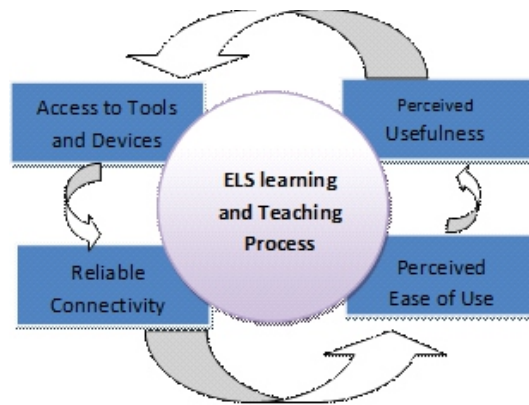 Access to Tools
and Devices
Perceived
Usefulness
ELS learning
and Teaching
Process
Reliable
Connectivity
Perceived
Ease of Use